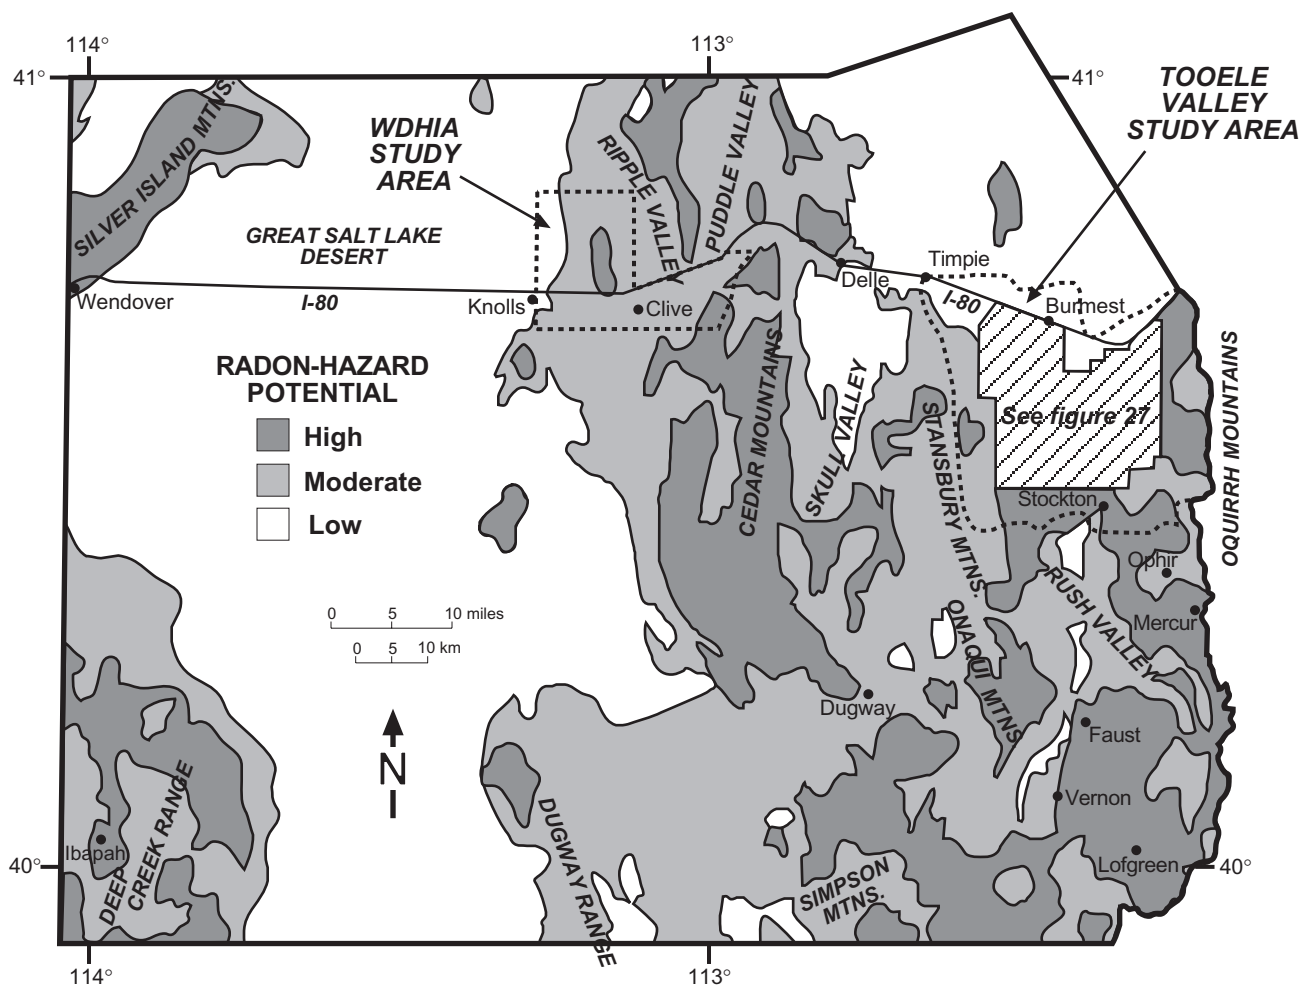 114°
113°
41°
41°
TOOELE
VALLEY
STUDY AREA
WDHIA
STUDY
AREA
SILVER ISLAND MTNS.
RIPPLE VALLEY
PUDDLE VALLEY
GREAT SALT LAKE
DESERT
Timpie
Delle
I-80
Wendover
I-80
Knolls
Clive
Burmest
RADON-HAZARD
POTENTIAL
High
Moderate
Low
CEDAR MOUNTAINS
SKULL VALLEY
STANSBURY MTNS.
See figure 27
OQUIRRH MOUNTAINS
Stockton
Ophir
RUSH VALLEY
Mercur
ONAQUI MTNS.
0 5 10 miles
0 5 10 km
Dugway
Faust
N
Vernon
DEEP
CREEK RANGE
Ibapah
DUGWAY RANGE
SIMPSON
MTNS.
Lofgreen
40°
40°
114°
113°